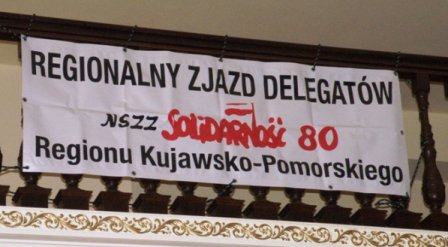 REGIONALNY ZJAZD DELEGATÓW
NSZZ SOLIDARNOŚĆ 80
Regionu Kujawsko-Pomorskiego